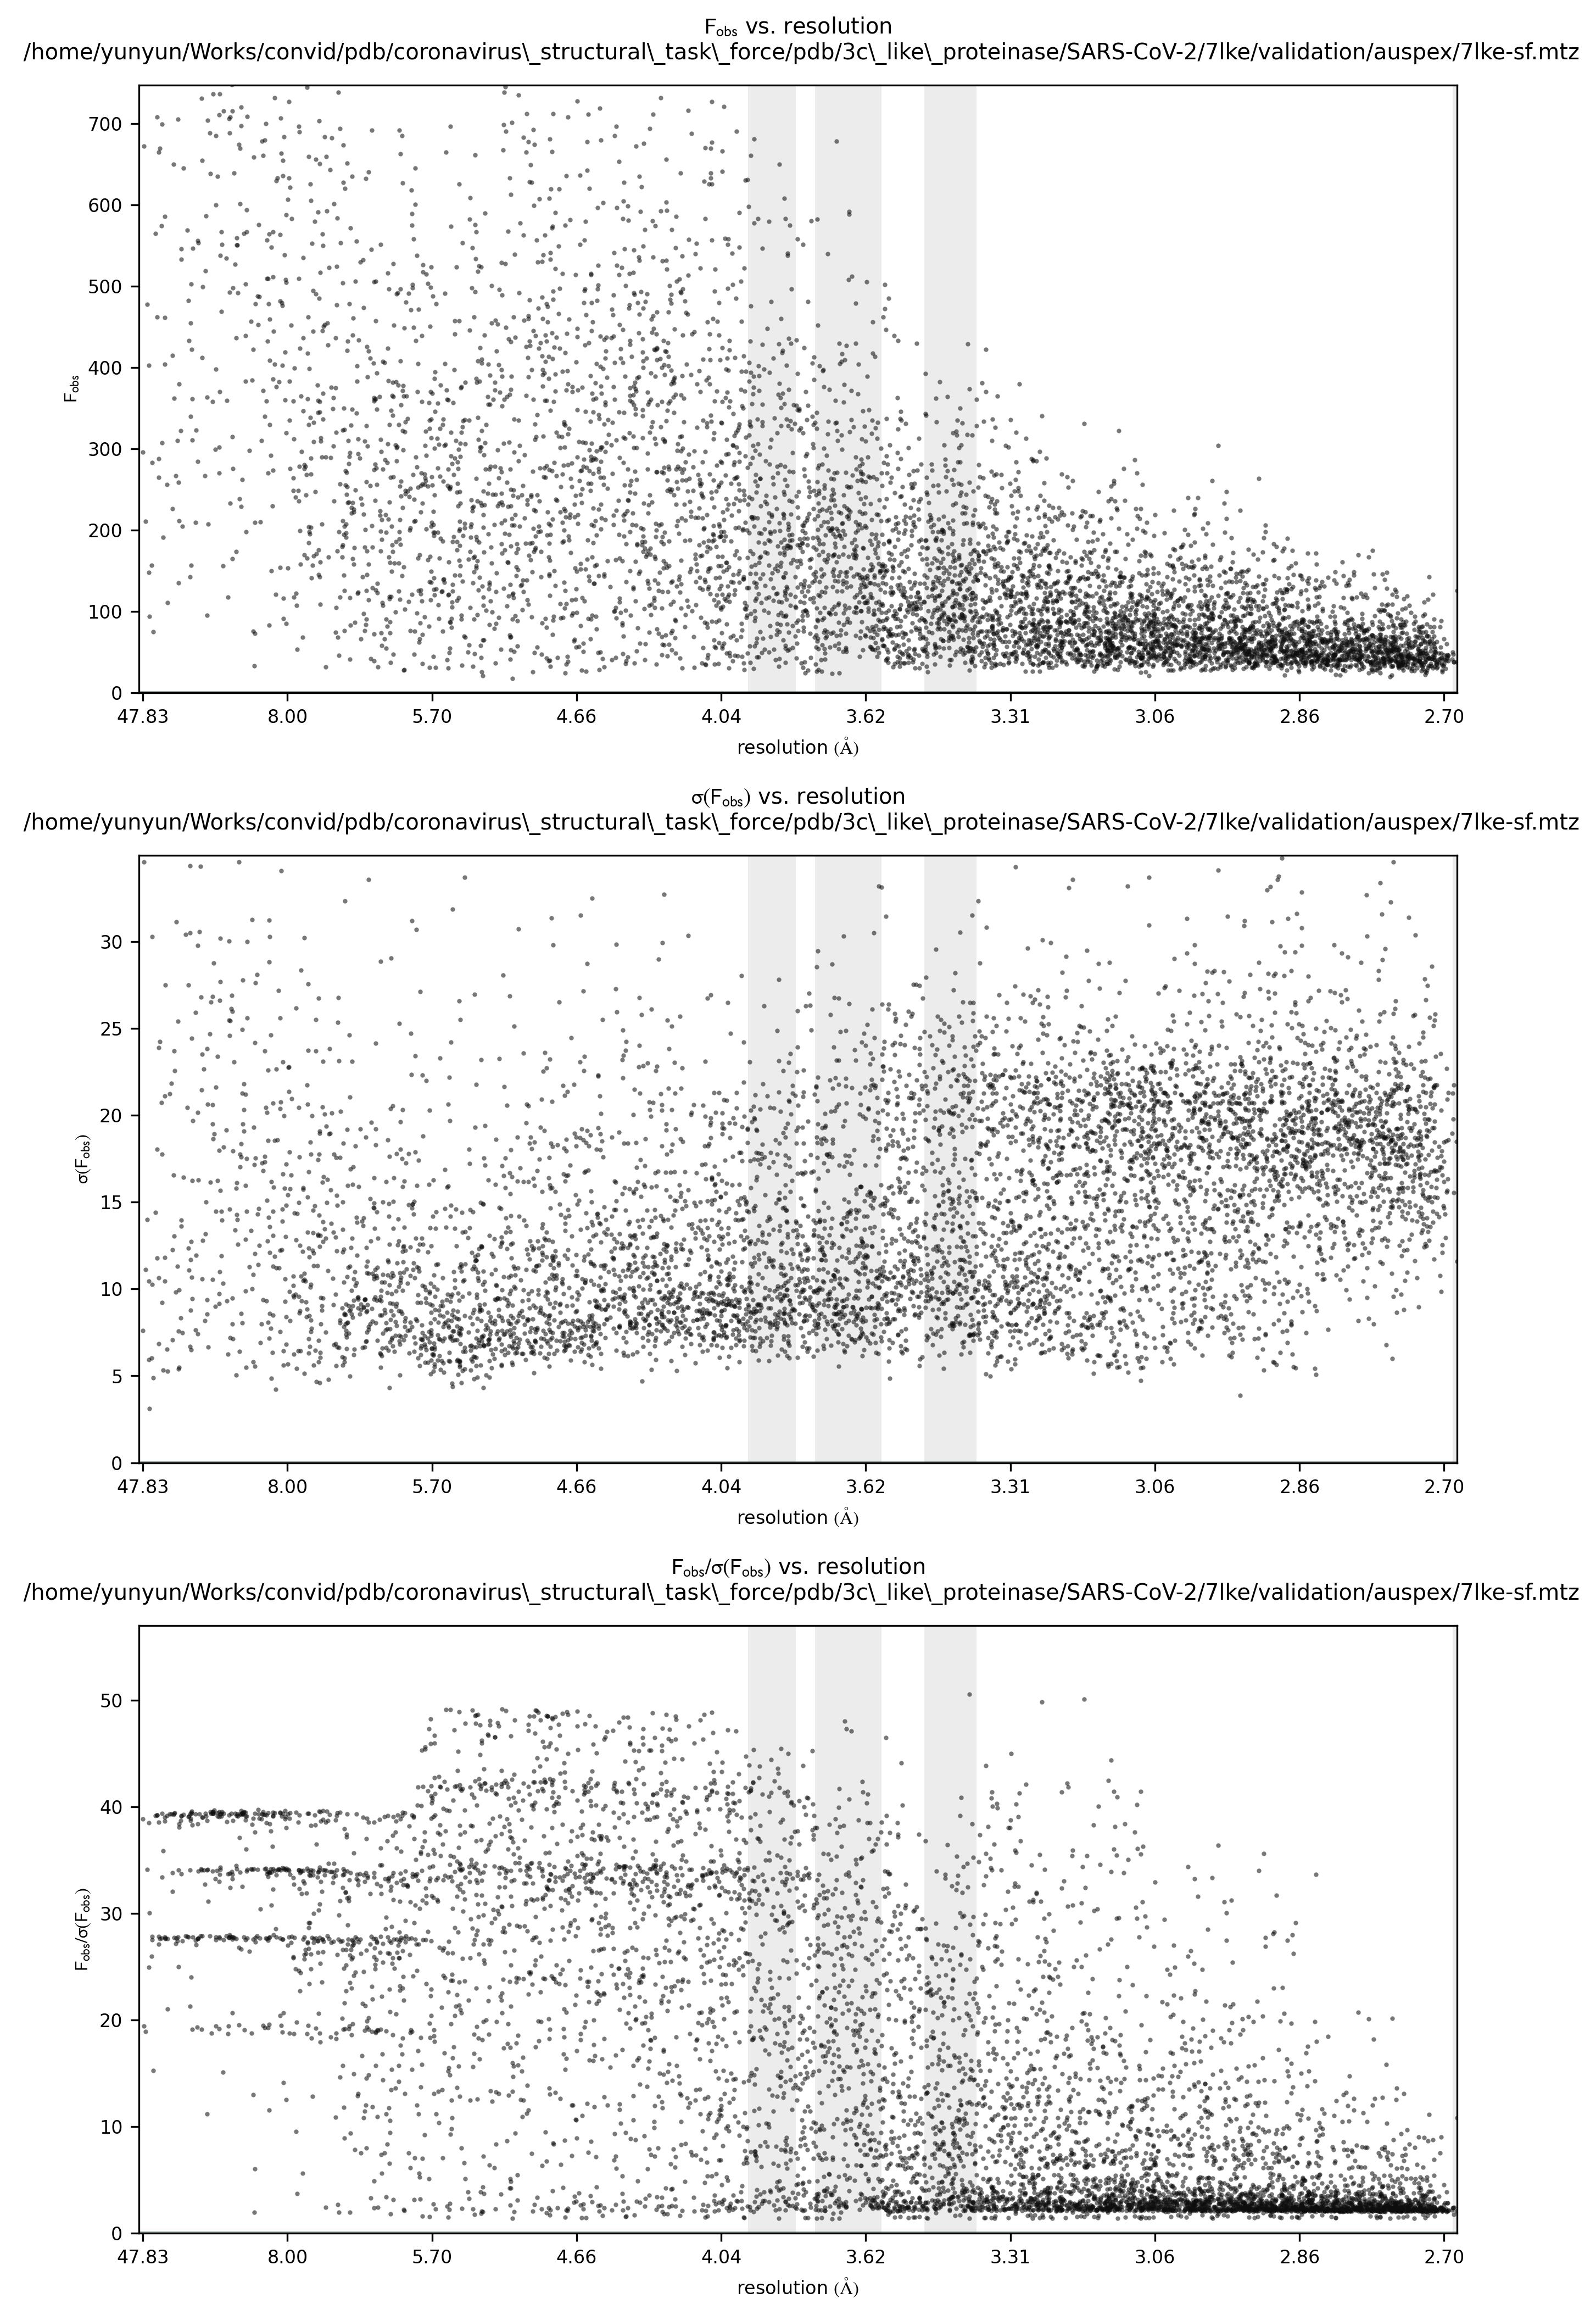 Fobs vs. resolution
/home/yunyun/Works/convid/pdb/coronavirus\_structural\_task\_force/pdb/3c\_like\_proteinase/SARS-CoV-2/7lke/validation/auspex/7lke-sf.mtz
700
600
500
400
300
200
100
0
Fobs
47.83 8.00 5.70 4.66 4.04 3.62 3.31 3.06 2.86 2.70
resolution (Å)
σ(Fobs) vs. resolution
/home/yunyun/Works/convid/pdb/coronavirus\_structural\_task\_force/pdb/3c\_like\_proteinase/SARS-CoV-2/7lke/validation/auspex/7lke-sf.mtz
30
25
20
15
10
5
0
σ(Fobs)
47.83 8.00 5.70 4.66 4.04 3.62 3.31 3.06 2.86 2.70
resolution (Å)
Fobs/σ(Fobs) vs. resolution
/home/yunyun/Works/convid/pdb/coronavirus\_structural\_task\_force/pdb/3c\_like\_proteinase/SARS-CoV-2/7lke/validation/auspex/7lke-sf.mtz
50
40
30
20
10
0
Fobs/σ(Fobs)
47.83 8.00 5.70 4.66 4.04 3.62 3.31 3.06 2.86 2.70
resolution (Å)